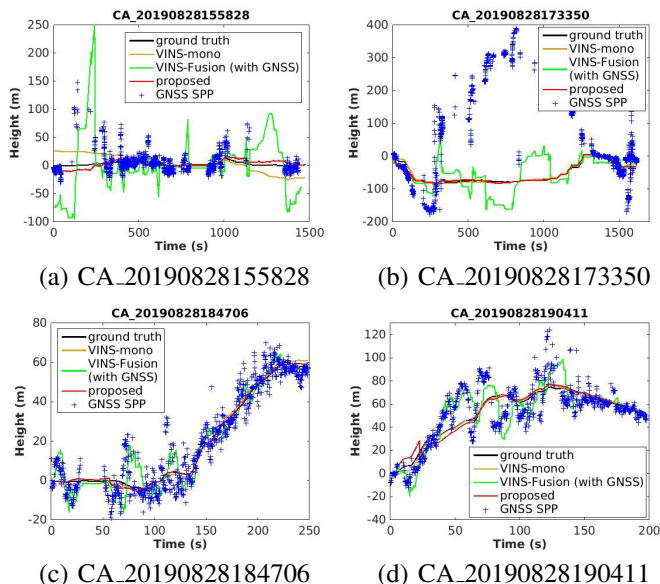 CA_20190828155828
Height (m)
250
200
150
100
50
0
-50
-100
ground truth
VINS-mono
VINS-Fusion (with GNSS)
proposed
GNSS SPP
0 500 1000 1500
Time (s)
(a) CA_20190828155828
CA_20190828173350
Height (m)
400
300
200
100
0
-100
-200
ground truth
VINS-mono
VINS-Fusion
(with GNSS)
proposed
GNSS SPP
0 500 1000 1500
Time (s)
(b) CA_20190828173350
CA_20190828184706
Height (m)
80
60
40
20
0
-20
ground truth
VINS-mono
VINS-Fusion
(with GNSS)
proposed
GNSS SPP
0 50 100 150 200 250
Time (s)
(c) CA_20190828184706
CA_20190828190411
Height (m)
120
100
80
60
40
20
0
-20
-40
ground truth
VINS-mono
VINS-Fusion (with GNSS)
proposed
GNSS SPP
0 50 100 150 200
Time (s)
(d) CA_20190828190411